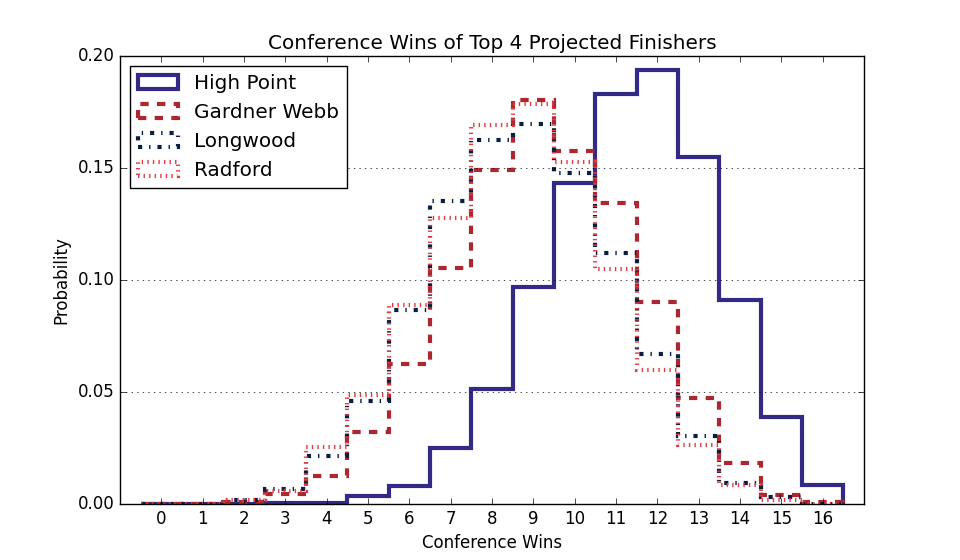 Conference Wins of Top 4 Projected Finishers
High Point
Gardner Webb
Longwood
Radford
0.20
0.15
0.10
0.05
0.00
Probability
0 1 2 3 4 5 6 7 8 9 10 11 12 13 14 15 16
Conference Wins